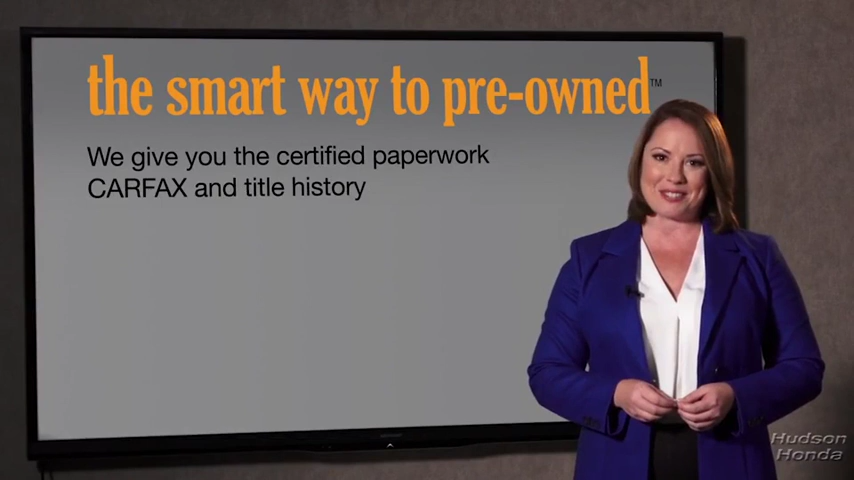 the smart way to pre-owned™
We give you the certified paperwork
CARFAX and title history
Hudson
Honda